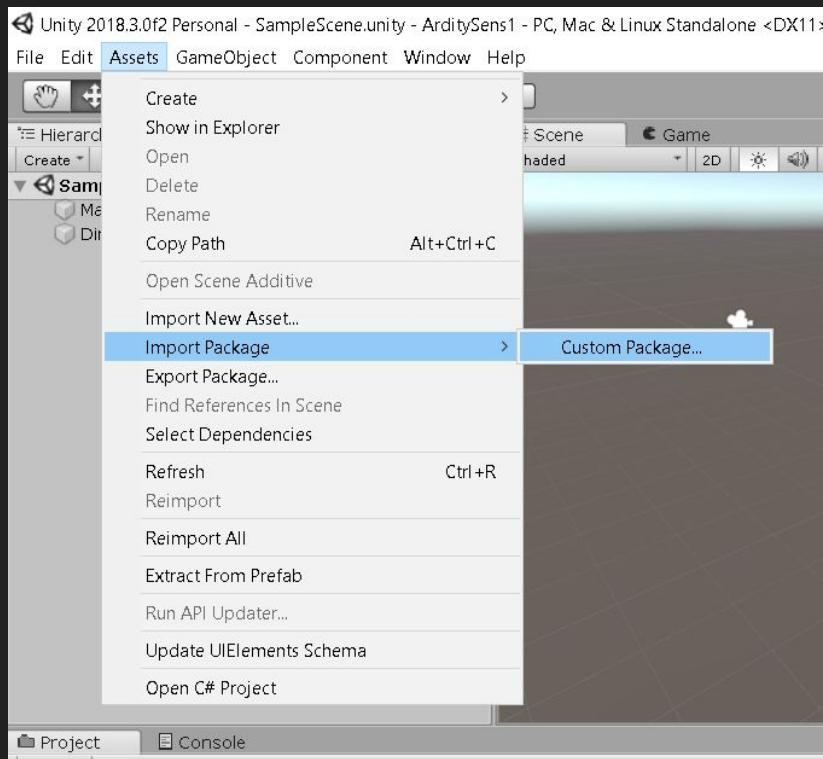 Unity 2018.3.0f2 Personal - SampleScene.unity - ArditySens1 - PC, Mac & Linux Standalone <DX11>
File Edit Assets GameObject Component Window Help
Create
Show in Explorer
Open
Delete
Rename
Copy Path Alt+Ctrl+C
Open Scene Additive
Import New Asset...
Import Package
Custom Package...
Export Package...
Find References In Scene
Select Dependencies
Refresh Ctrl+R
Reimport
Reimport All
Extract From Prefab
Run API Updater...
Update UIElements Schema
Open C# Project
Hierarc
Create
Sam
Ma
Dir
Scene Game
haded 2D
Project Console